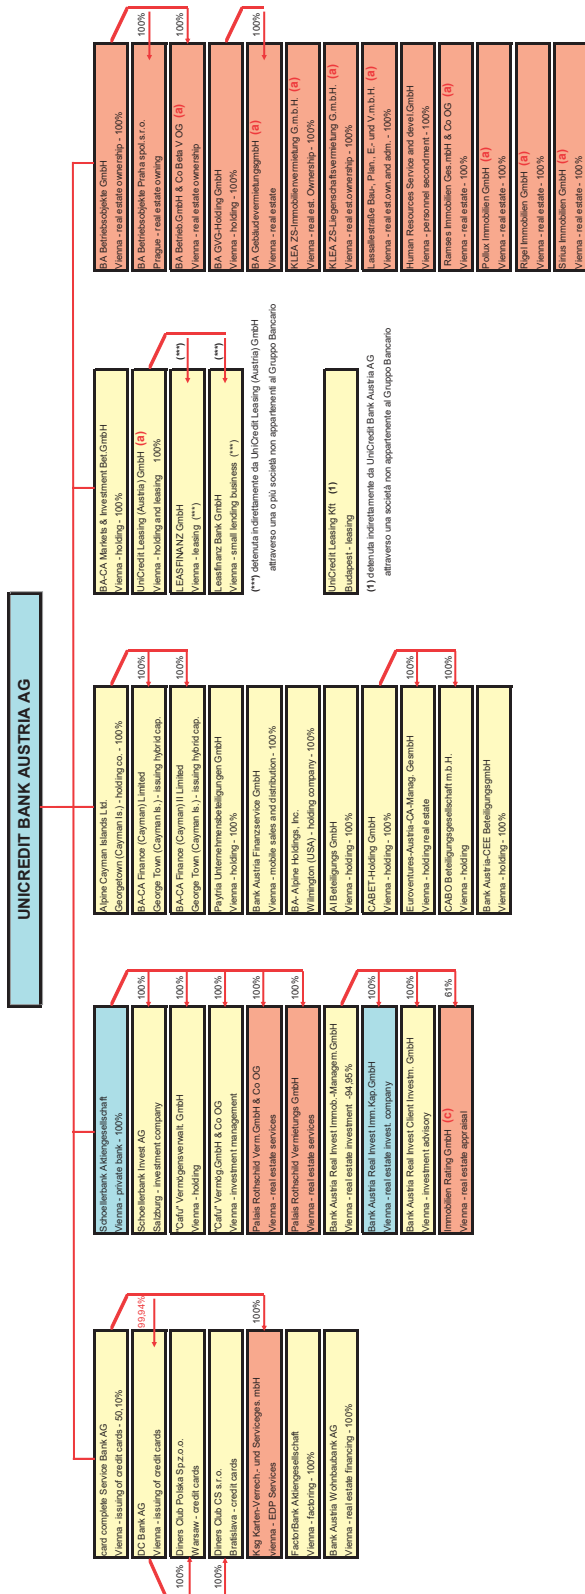 UNICREDIT BANK AUSTRIA AG
card complete Service Bank AG
Vienna - issuing of credit cards - 50,10%
DC Bank AG
Vienna - issuing of credit cards
99,94%
Diners Club Polska Sp.z.o.o.
Warsaw - credit cards
100%
Diners Club CS s.r.o.
Bratislava - credit cards
100%
Ksg Karten-Verrech.- und Serviceges. mbH
vienna - EDP Services
100%
FactorBank Aktiengesellschaft
Vienna - factoring - 100%
Bank Austria Wohnbaubank AG
Vienna - real estate financing - 100%
Schoellerbank Aktiengesellschaft
Vienna - private bank - 100%
Schoellerbank Invest AG
Salzburg - investment company
100%
"Cafu" Vermögensverwalt. GmbH
Vienna - holding
100%
"Cafu" Vermög.GmbH & Co OG
Vienna - investment management
100%
Palais Rothschild Verm.GmbH & Co OG
Vienna - real estate services
100%
Palais Rothschild Vermietungs GmbH
Vienna - real estate services
100%
Bank Austria Real Invest Immob. -Managem.GmbH
Vienna - real estate investment -94,95%
Bank Austria Real Invest Imm.Kap.GmbH
Vienna - real estate invest. company
100%
Bank Austria Real Invest Client Investm. GmbH
Vienna - investment advisory
100%
Immobilien Rating GmbH (c)
Vienna - real estate appraisal
61%
Alpine Cayman Islands Ltd.
Georgetown (Cayman Is.) - holding co. - 100%
BA-CA Finance (Cayman) Limited
George Town (Cayman Is.) - issuing hybrid cap.
100%
BA-CA Finance (Cayman) II Limited
George Town (Cayman Is.) - issuing hybrid cap.
100%
Paytria Unternehmensbeteiligungen GmbH
Vienna - holding - 100%
Bank Austria Finanzservice GmbH
Vienna - mobile sales and distribution - 100%
BA- Alpine Holdings, Inc.
Wilmington (USA) - holding company - 100%
AI Beteiligungs GmbH
Vienna - holding - 100%
CABET-Holding GmbH
Vienna - holding - 100%
Euroventures-Austria-CA-Manag. GesmbH
Vienna - holding real estate
100%
CABO Beteiligungsgesellschaft m.b.H.
Vienna - holding
100%
Bank Austria-CEE BeteiligungsgmbH
Vienna - holding - 100%
BA-CA Markets & Investment Bet.GmbH
Vienna - holding - 100%
UniCredit Leasing (Austria) GmbH (a)
Vienna - holding and leasing 100%
LEASFINANZ GmbH
Vienna - leasing (***)
(***)
Leasfinanz Bank GmbH
Vienna - small lending business (***)
(***)
(***) detenuta indirettamente da UniCredit Leasing (Austria) GmbH
attraverso una o più società non appartenenti al Gruppo Bancario
UniCredit Leasing Kft (1)
Budapest - leasing
(1) detenuta indirettamente da UniCredit Bank Austria AG
attraverso una società non appartenente al Gruppo Bancario
BA Betriebsobjekte GmbH
Vienna - real estate ownership - 100%
BA Betriebsobjekte Praha spol.s.r.o.
Prague - real estate owning
100%
BA Betrieb.GmbH & Co Beta V OG (a)
Vienna - real estate ownership
100%
BA GVG-Holding GmbH
Vienna - holding - 100%
BA GebäudevermietungsgmbH (a)
Vienna - real estate
100%
KLEA ZS-Immobilienvermietung G.m.b.H. (a)
Vienna - real est. Ownership - 100%
KLEA ZS-Liegenschaftsvermietung G.m.b.H. (a)
Vienna - real est.ownership - 100%
Lassallestraße Bau-, Plan., E.- und V.m.b.H. (a)
Vienna - real est.own.and adm. - 100%
Human Resources Service and devel.GmbH
Vienna - personnel secondment - 100%
Ramses Immobilien Ges.mbH & Co OG (a)
Vienna - real estate - 100%
Pollux Immobilien GmbH (a)
Vienna - real estate - 100%
Rigel Immobilien GmbH (a)
Vienna - real estate - 100%
Sirius Immobilien GmbH (a)
Vienna - real estate - 100%